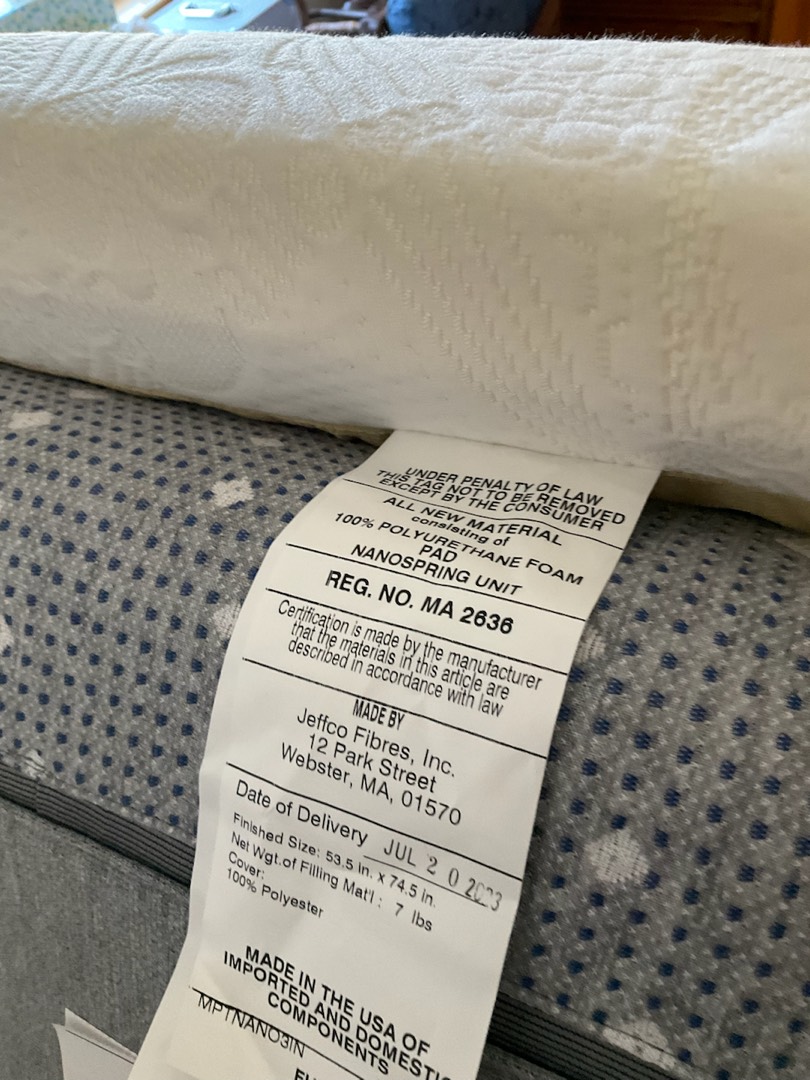 UNDER PENALTY OF LAW
THIS TAG NOT TO BE REMOVED
EXCEPT BY THE CONSUMER
ALL NEW MATERIAL
consisting of
100% POLYURETHANE FOAM
PAD
NANOSPRING UNIT
REG. NO. MA 2636
Certification is made by the manufacturer
that the materials in this article are
described in accordance with law
MADE BY
Jeffco Fibres, Inc.
12 Park Street
Webster, MA, 01570
Date of Delivery JUL 20 2023
Finished Size: 53.5 in. x 74.5 in.
Net Wgt.of Filling Mat'l : 7 lbs
Cover:
100% Polyester
MADE IN THE USA OF
IMPORTED AND DOMESTIC
COMPONENTS
MPTNANO3IN